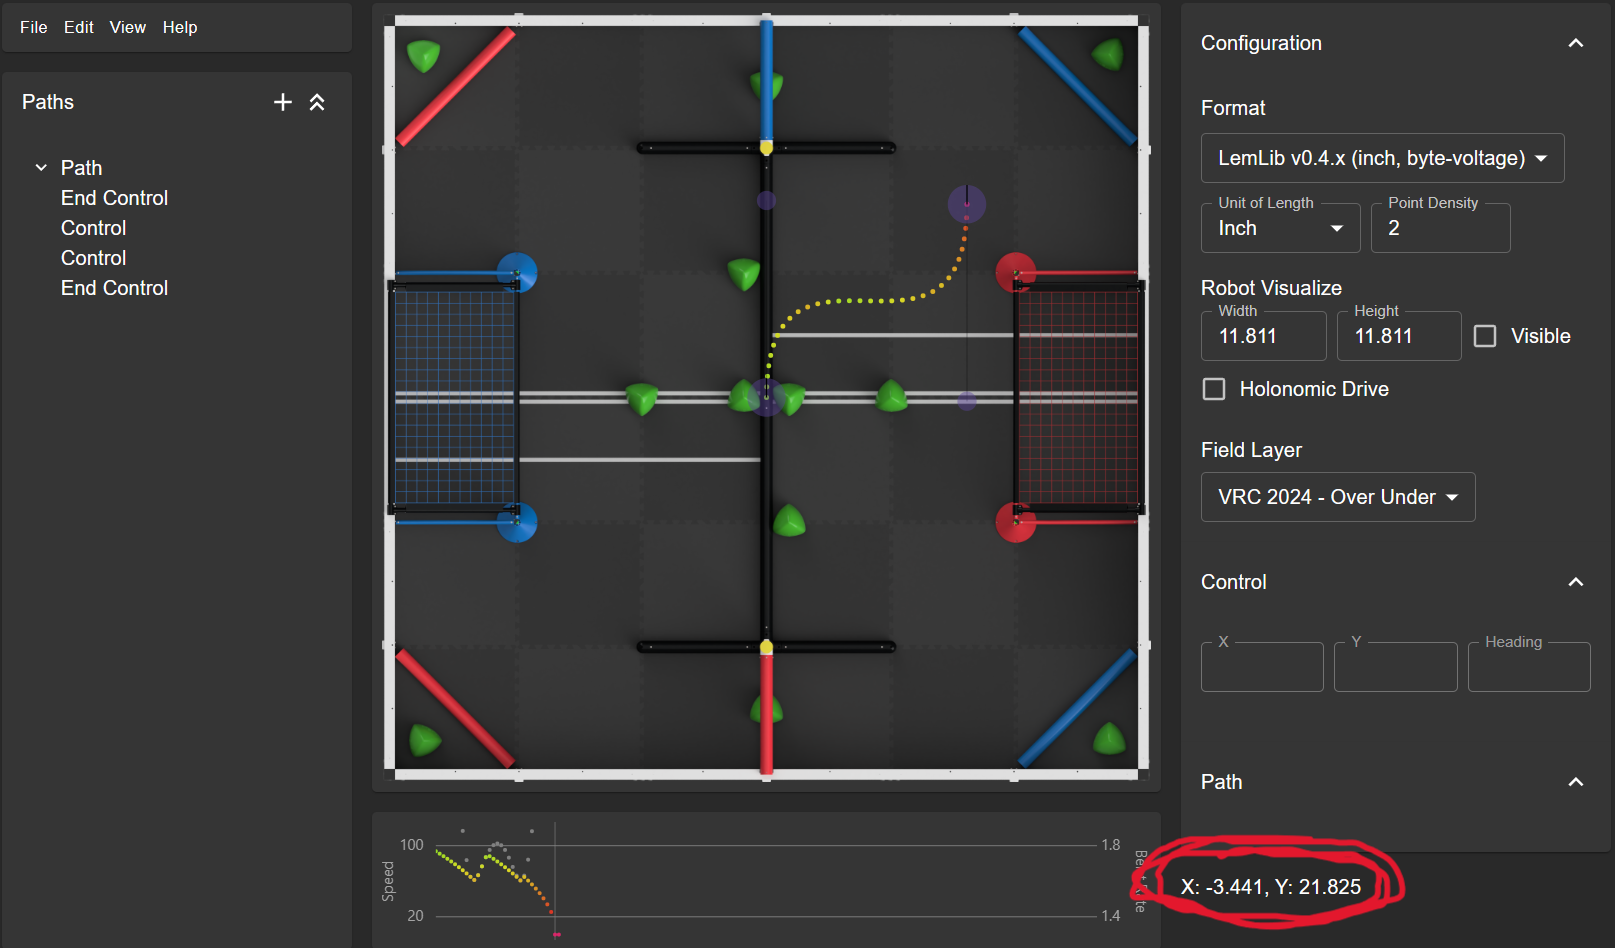 File Edit View Help
Paths
Path
End Control
Control
Control
End Control
100
20
Speed
1.8
1.4
Configuration
Format
LemLib v0.4.x (inch, byte-voltage)
Unit of Length
Inch
Point Density
2
Robot Visualize
Width
11.811
Height
11.811
Visible
Holonomic Drive
Field Layer
VRC 2024 - Over Under
Control
X
Y
Heading
Path
X: -3.441, Y: 21.825